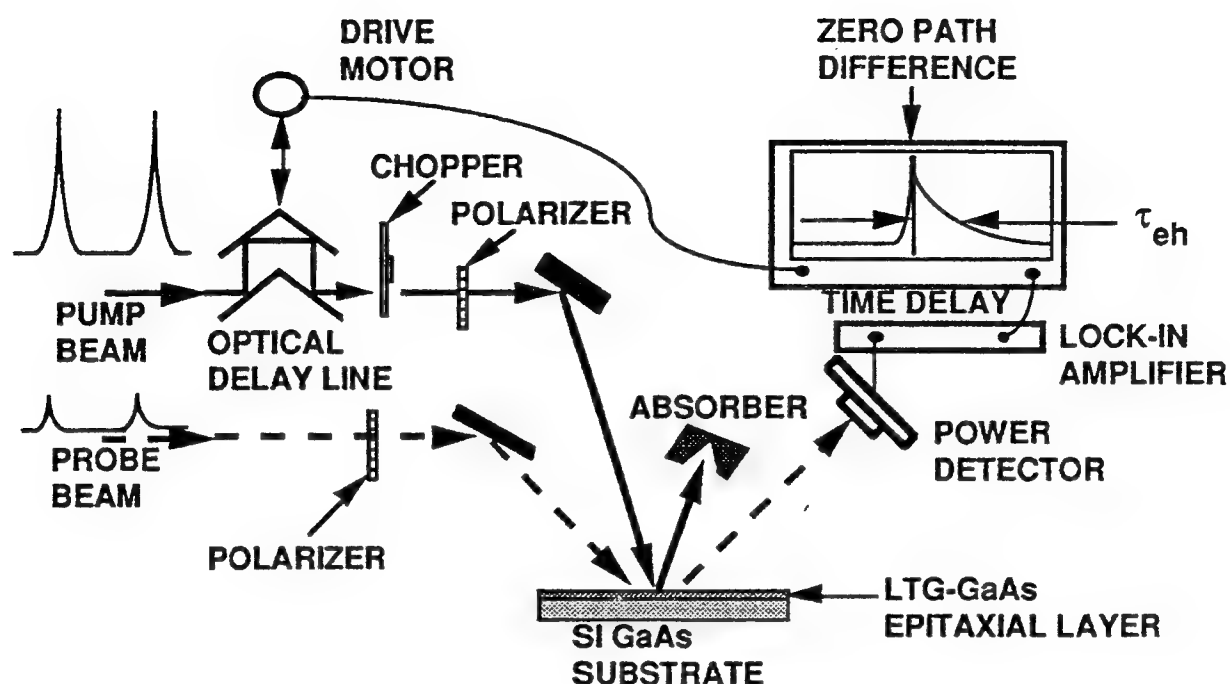 DRIVE
MOTOR
ZERO PATH
DIFFERENCE
CHOPPER
POLARIZER
τeh
PUMP
BEAM
OPTICAL
DELAY LINE
TIME DELAY
LOCK-IN
AMPLIFIER
ABSORBER
POWER
DETECTOR
PROBE
BEAM
POLARIZER
LTG-GaAs
EPITAXIAL LAYER
SI GaAs
SUBSTRATE